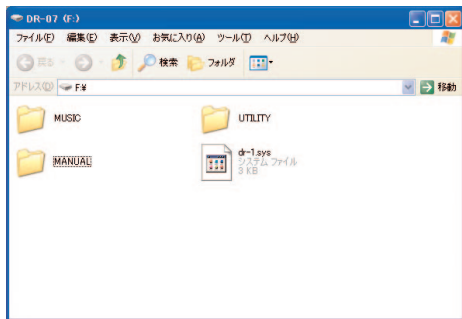 DR-07 (F:)
ファイル(F) 編集(E) 表示(V) お気に入り(A) ツール(T) ヘルプ(H)
戻る 検索 フォルダ
アドレス(D) F:¥ 移動
MUSIC UTILITY
MANUAL dr-1.sys
システム ファイル
3 KB